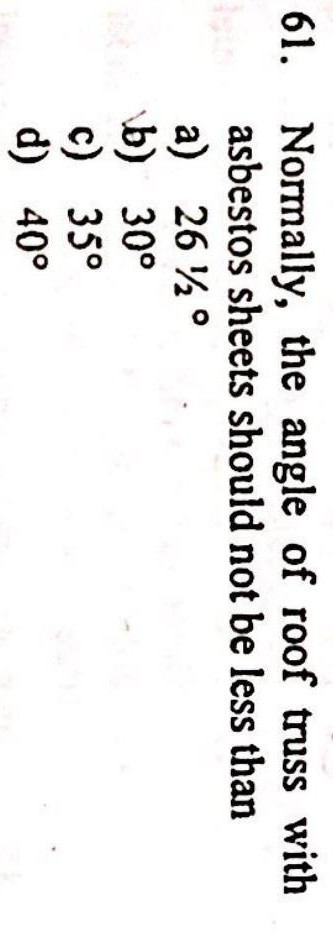 61. Normally, the angle of roof truss with
asbestos sheets should not be less than
a) 26 ½°
b) 30°
c) 35°
d) 40°